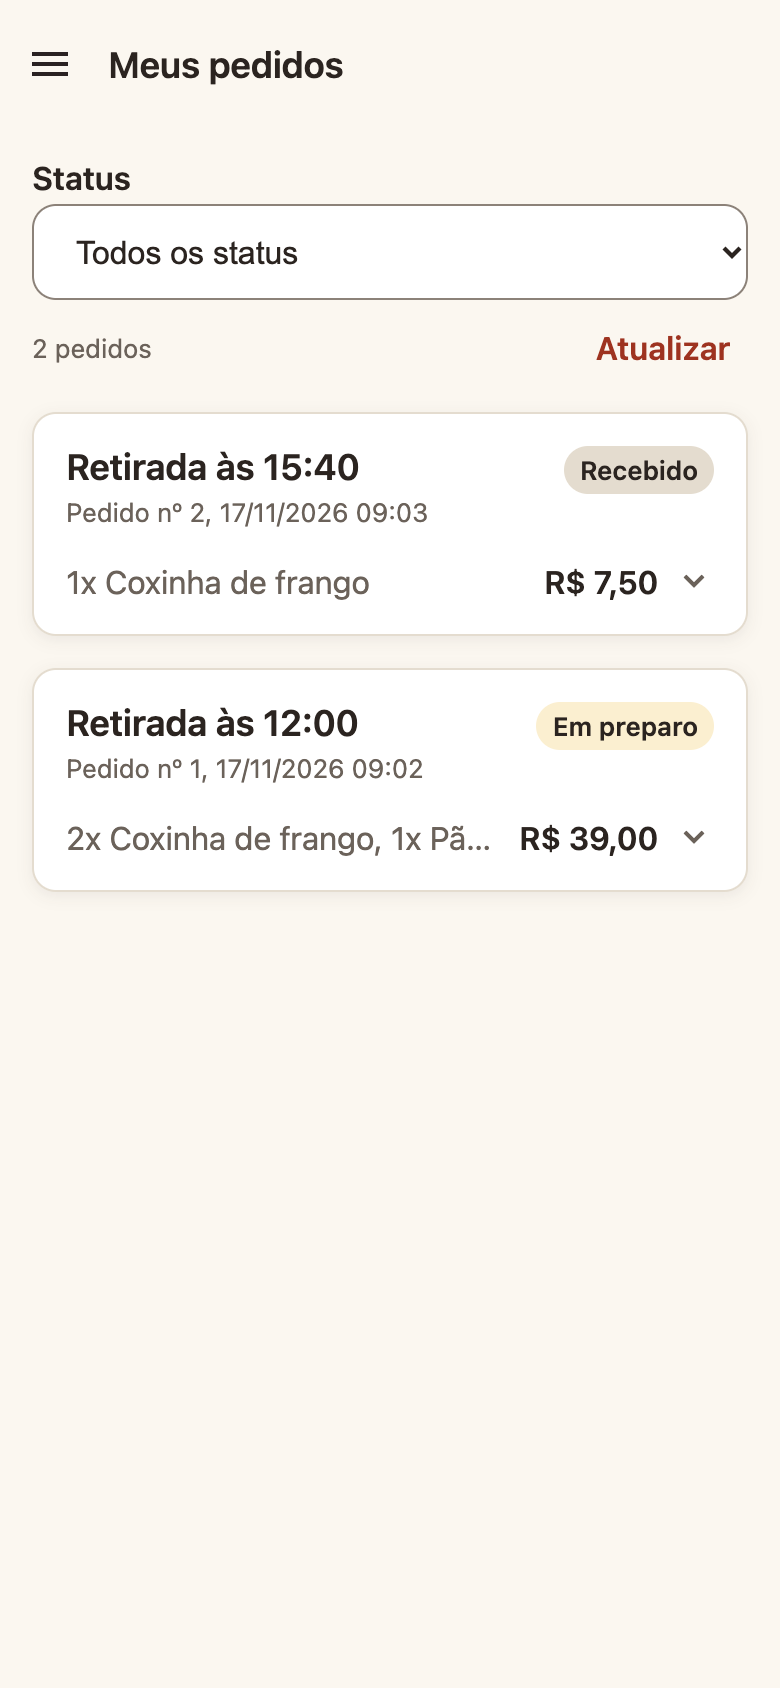 Meus pedidos
Status
Todos os status
2 pedidos
Atualizar
Retirada às 15:40
Recebido
Pedido nº 2, 17/11/2026 09:03
1x Coxinha de frango
R$ 7,50
Retirada às 12:00
Em preparo
Pedido nº 1, 17/11/2026 09:02
2x Coxinha de frango, 1x Pã...
R$ 39,00